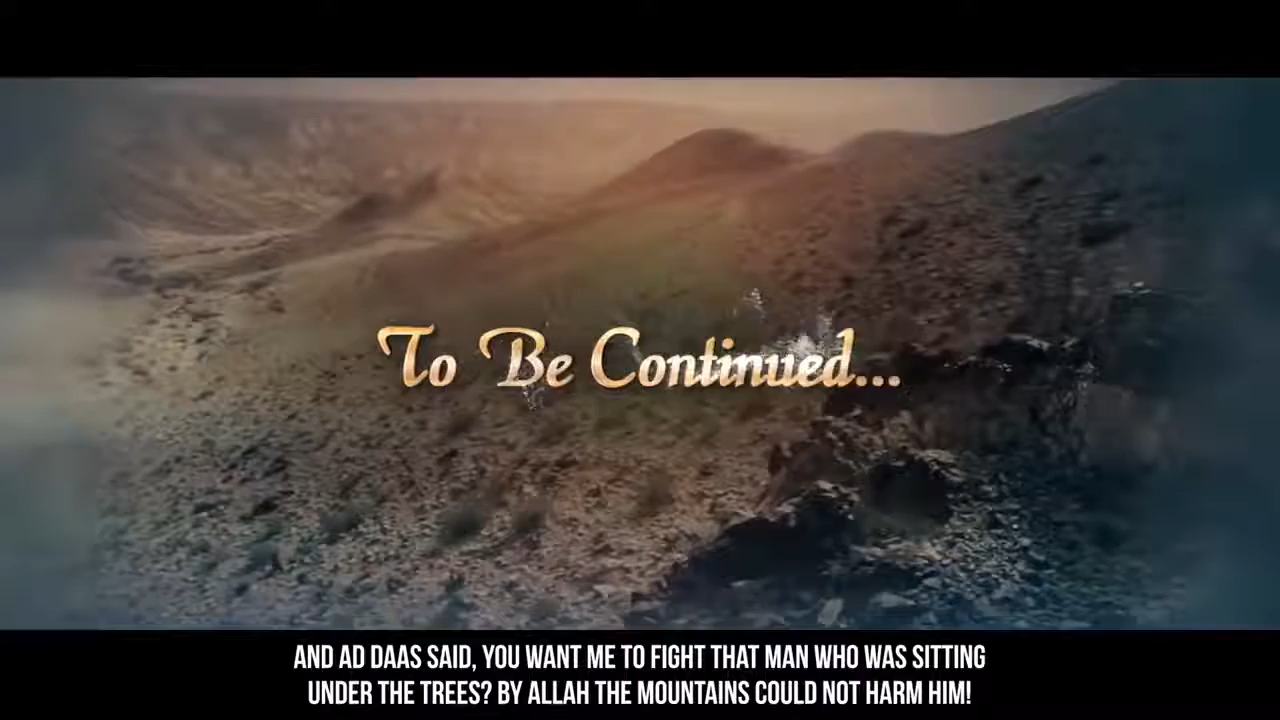 To Be Continued...
AND AD DAAS SAID, YOU WANT ME TO FIGHT THAT MAN WHO WAS SITTING
UNDER THE TREES? BY ALLAH THE MOUNTAINS COULD NOT HARM HIM!